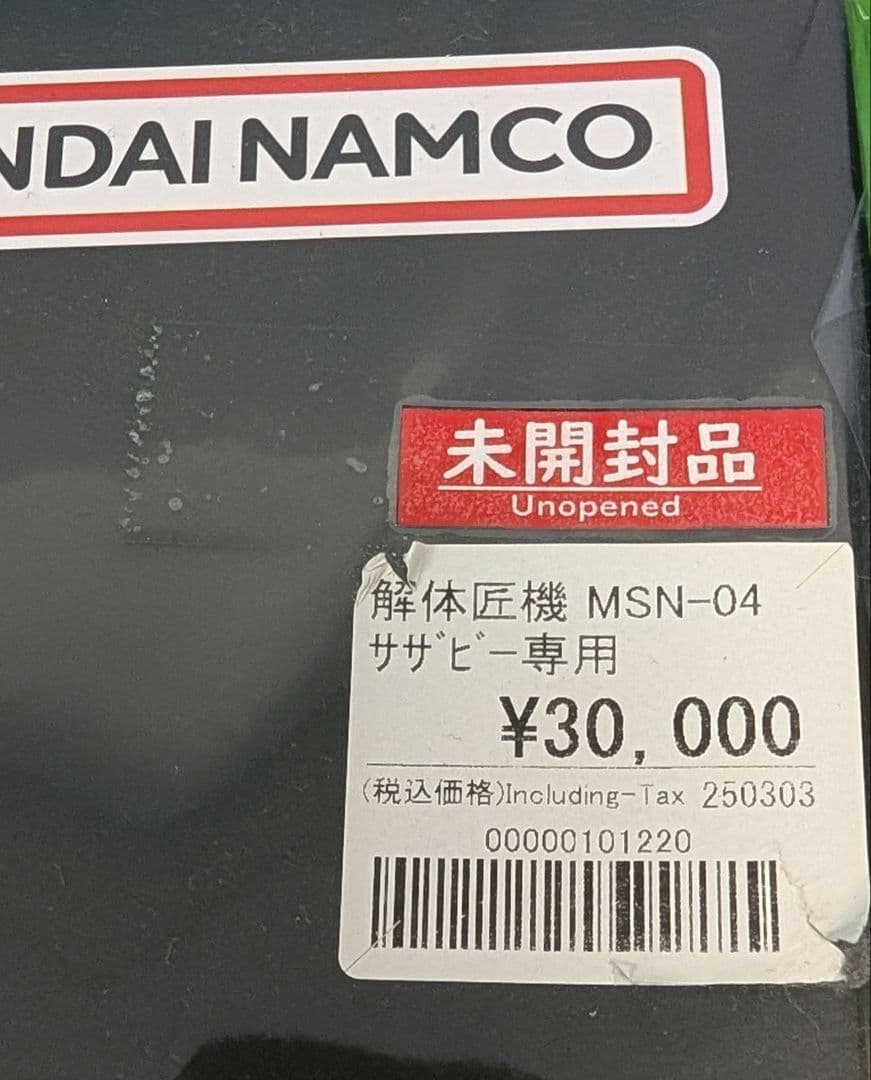 NDAI NAMCO
未開封品
Unopened
解体匠機 MSN-04
ｻｻﾞﾋﾞｰ専用
¥30,000
(税込価格)Including-Tax 250303
00000101220